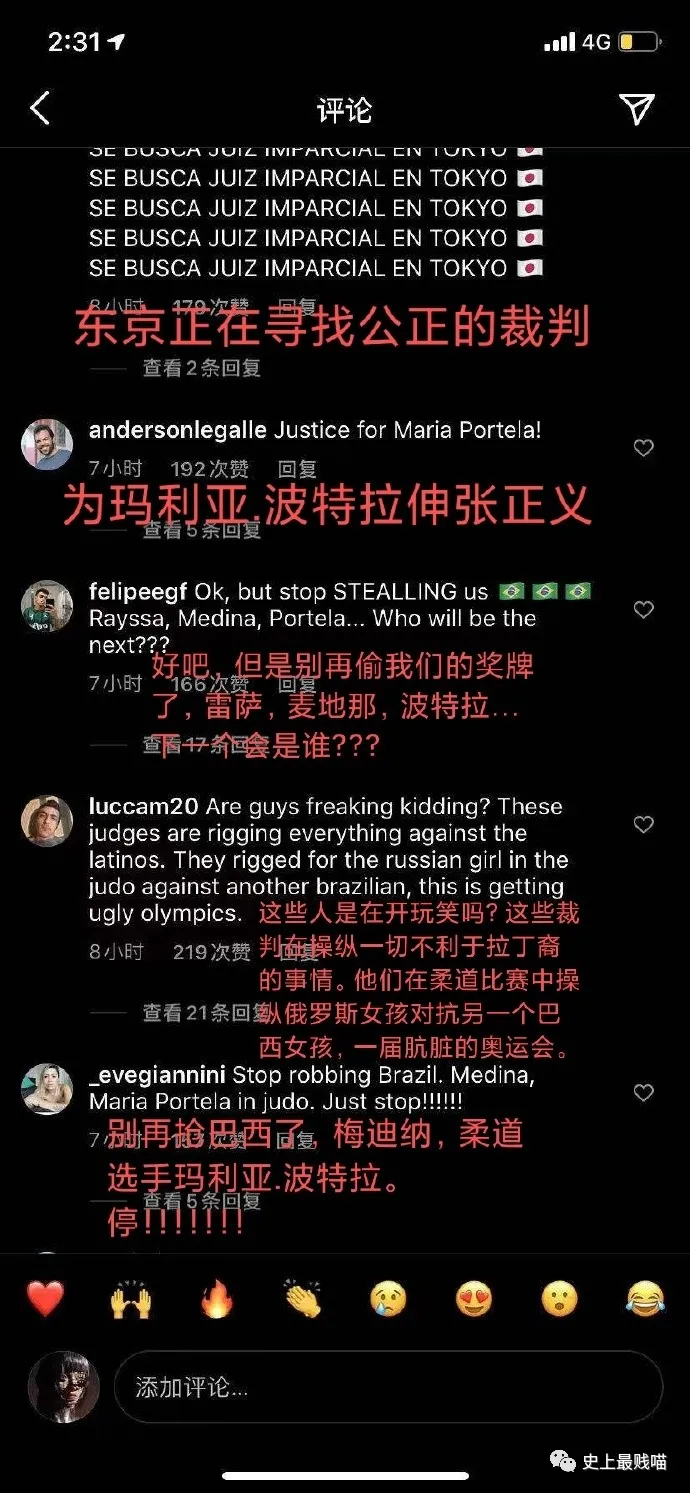 2:31 4G
评论
SE BUSCA JUIZ IMPARCIAL EN TOKYO 🇯🇵
SE BUSCA JUIZ IMPARCIAL EN TOKYO 🇯🇵
SE BUSCA JUIZ IMPARCIAL EN TOKYO 🇯🇵
SE BUSCA JUIZ IMPARCIAL EN TOKYO 🇯🇵
SE BUSCA JUIZ IMPARCIAL EN TOKYO 🇯🇵
6小时 179次赞 回复
东京正在寻找公正的裁判
查看2条回复
andersonlegalle Justice for Maria Portela!
7小时 192次赞 回复
为玛利亚.波特拉伸张正义
查看5条回复
felipeegf Ok, but stop STEALLING us 🇧🇷 🇧🇷 🇧🇷
Rayssa, Medina, Portela... Who will be the
next???
好吧，但是别再偷我们的奖牌
7小时 166次赞 回复
了，雷萨，麦地那，波特拉...
查看17条回复
下一个会是谁???
luccam20 Are guys freaking kidding? These
judges are rigging everything against the
latinos. They rigged for the russian girl in the
judo against another brazilian, this is getting
ugly olympics.
这些人是在开玩笑吗？这些裁
8小时 219次赞 回复
判在操纵一切不利于拉丁裔
的事情。他们在柔道比赛中操
查看21条回复
纵俄罗斯女孩对抗另一个巴
西女孩，一届肮脏的奥运会。
_evegiannini Stop robbing Brazil. Medina,
Maria Portela in judo. Just stop!!!!!!
7小时 回复
别再抢巴西了，梅迪纳，柔道
选手玛利亚.波特拉。
查看5条回复
停!!!!!!!
添加评论...
史上最贱喵